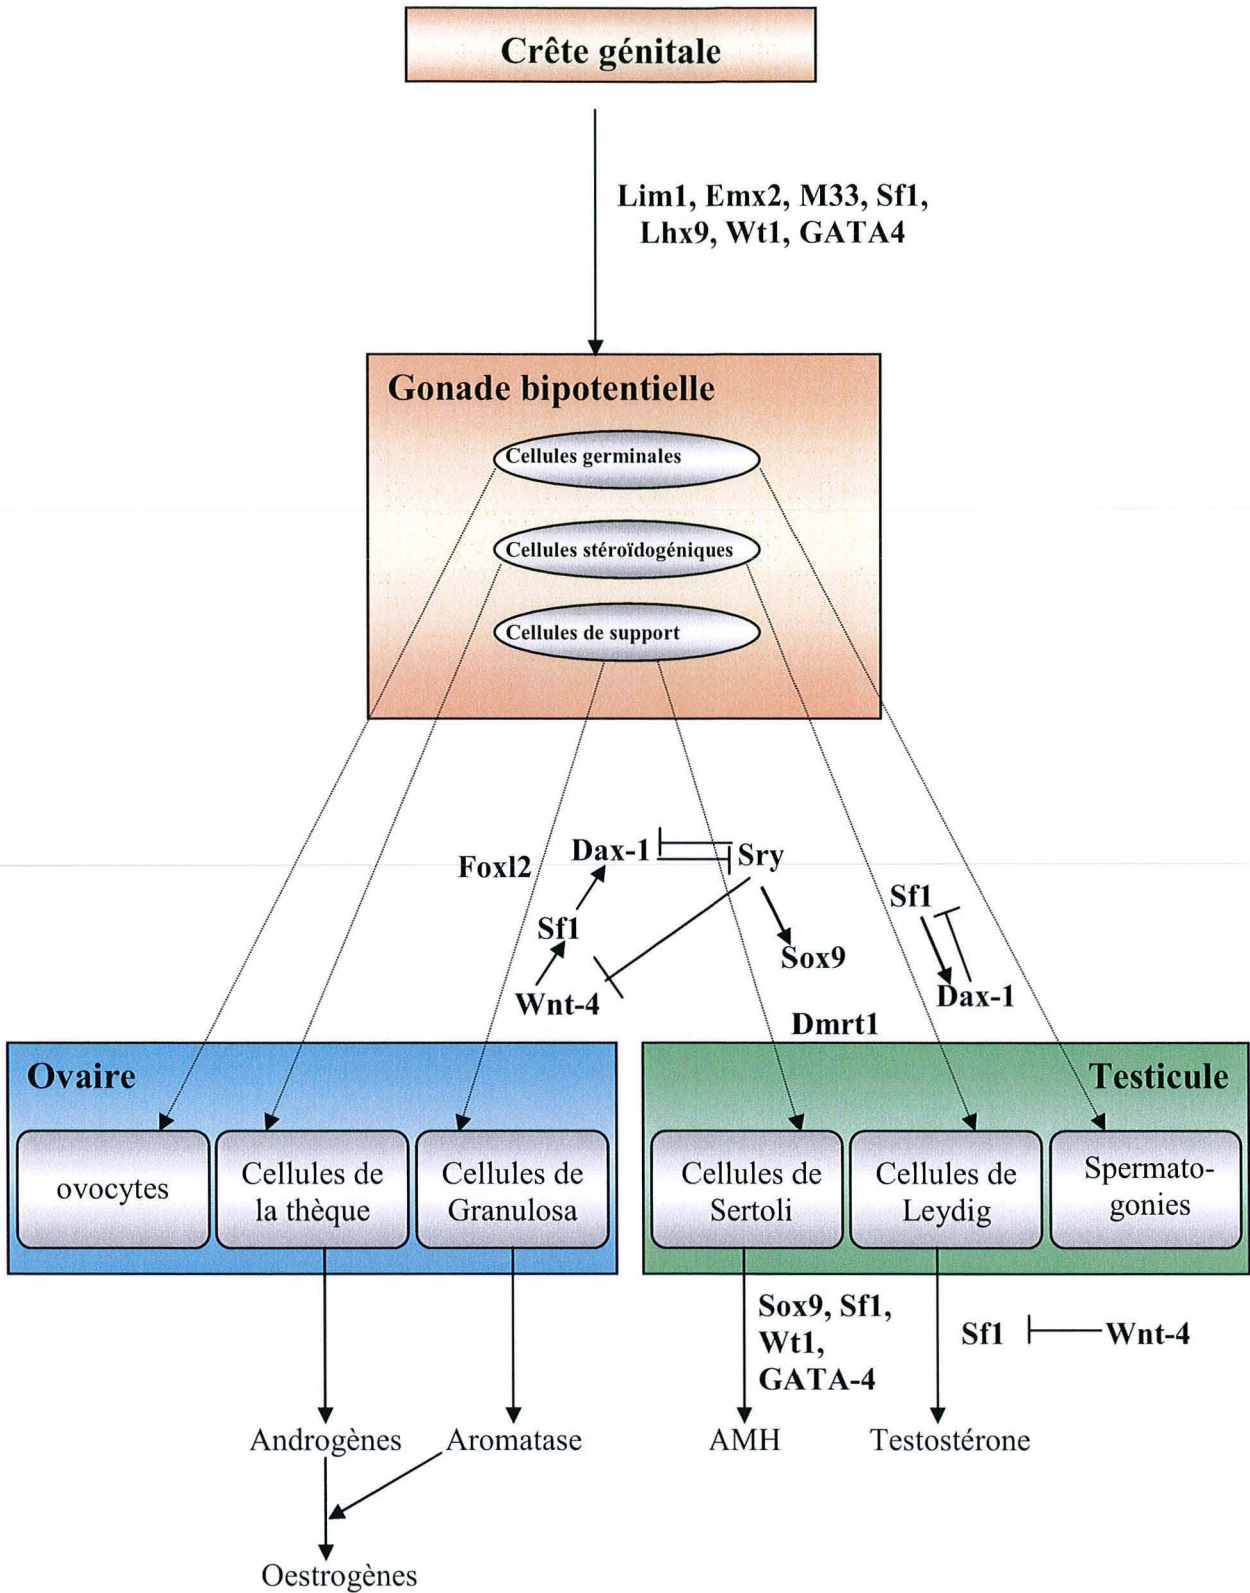 Crête génitale
Lim1, Emx2, M33, Sf1,
Lhx9, Wt1, GATA4
Gonade bipotentielle
Cellules germinales
Cellules stéroïdogéniques
Cellules de support
Foxl2
Dax-1
Sry
Sf1
Sox9
Wnt-4
Sf1
Dax-1
Dmrt1
Ovaire
ovocytes
Cellules de
la thèque
Cellules de
Granulosa
Testicule
Cellules de
Sertoli
Cellules de
Leydig
Spermato-
gonies
Sox9, Sf1,
Wt1,
GATA-4
Sf1
Wnt-4
Androgènes
Aromatase
AMH
Testostérone
Oestrogènes